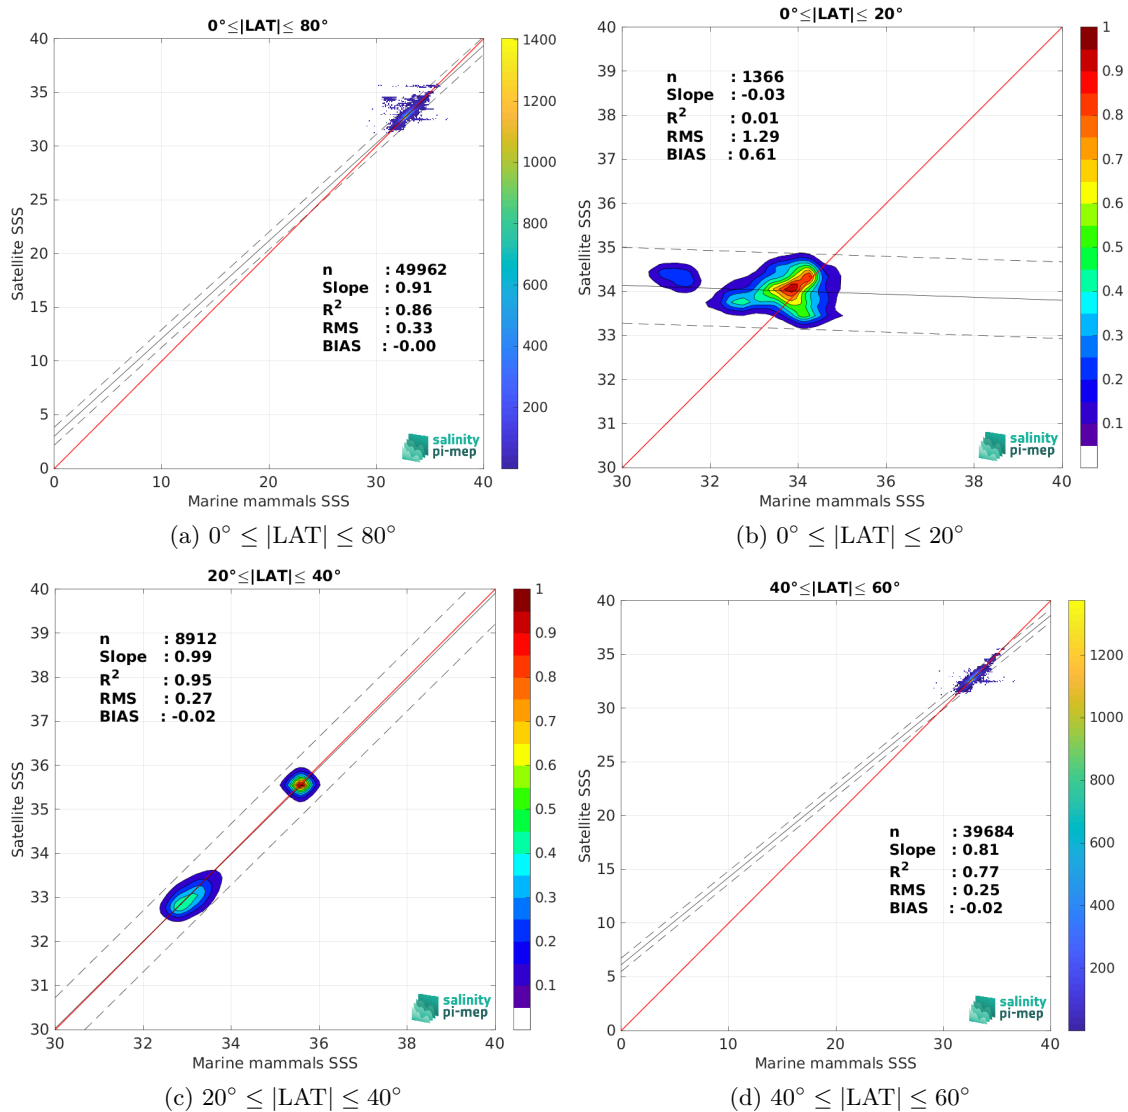 0°≤|LAT|≤ 80°
40
35
30
25
20
15
10
5
0
0
10
20
30
40
Satellite SSS
Marine mammals SSS
n : 49962
Slope : 0.91
R² : 0.86
RMS : 0.33
BIAS : -0.00
salinity
pi-mep
1400
1200
1000
800
600
400
200
(a) 0° ≤ |LAT| ≤ 80°
0°≤|LAT|≤ 20°
40
39
38
37
36
35
34
33
32
31
30
30
32
34
36
38
40
Satellite SSS
Marine mammals SSS
n : 1366
Slope : -0.03
R² : 0.01
RMS : 1.29
BIAS : 0.61
salinity
pi-mep
1
0.9
0.8
0.7
0.6
0.5
0.4
0.3
0.2
0.1
(b) 0° ≤ |LAT| ≤ 20°
20°≤|LAT|≤ 40°
40
39
38
37
36
35
34
33
32
31
30
30
32
34
36
38
40
Satellite SSS
Marine mammals SSS
n : 8912
Slope : 0.99
R² : 0.95
RMS : 0.27
BIAS : -0.02
salinity
pi-mep
1
0.9
0.8
0.7
0.6
0.5
0.4
0.3
0.2
0.1
(c) 20° ≤ |LAT| ≤ 40°
40°≤|LAT|≤ 60°
40
35
30
25
20
15
10
5
0
0
10
20
30
40
Satellite SSS
Marine mammals SSS
n : 39684
Slope : 0.81
R² : 0.77
RMS : 0.25
BIAS : -0.02
salinity
pi-mep
1200
1000
800
600
400
200
(d) 40° ≤ |LAT| ≤ 60°